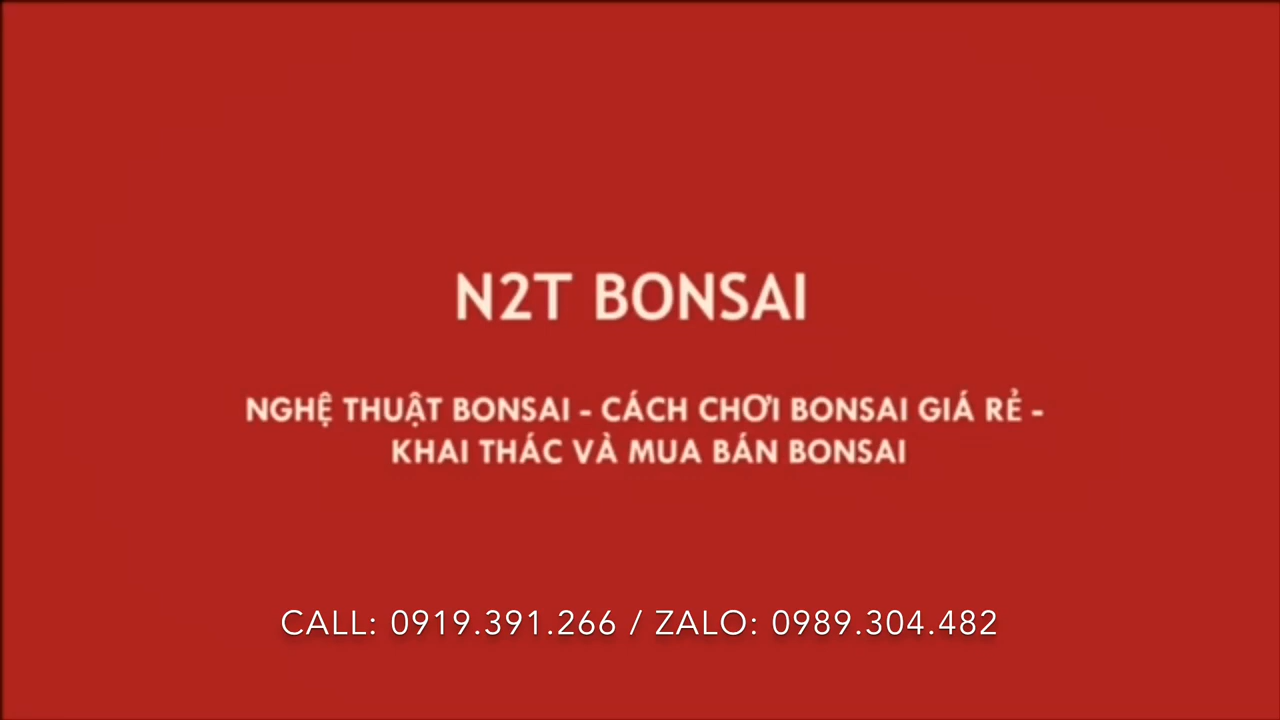 N2T BONSAI
NGHỆ THUẬT BONSAI - CÁCH CHƠI BONSAI GIÁ RẺ -
KHAI THÁC VÀ MUA BÁN BONSAI
CALL: 0919.391.266 / ZALO: 0989.304.482